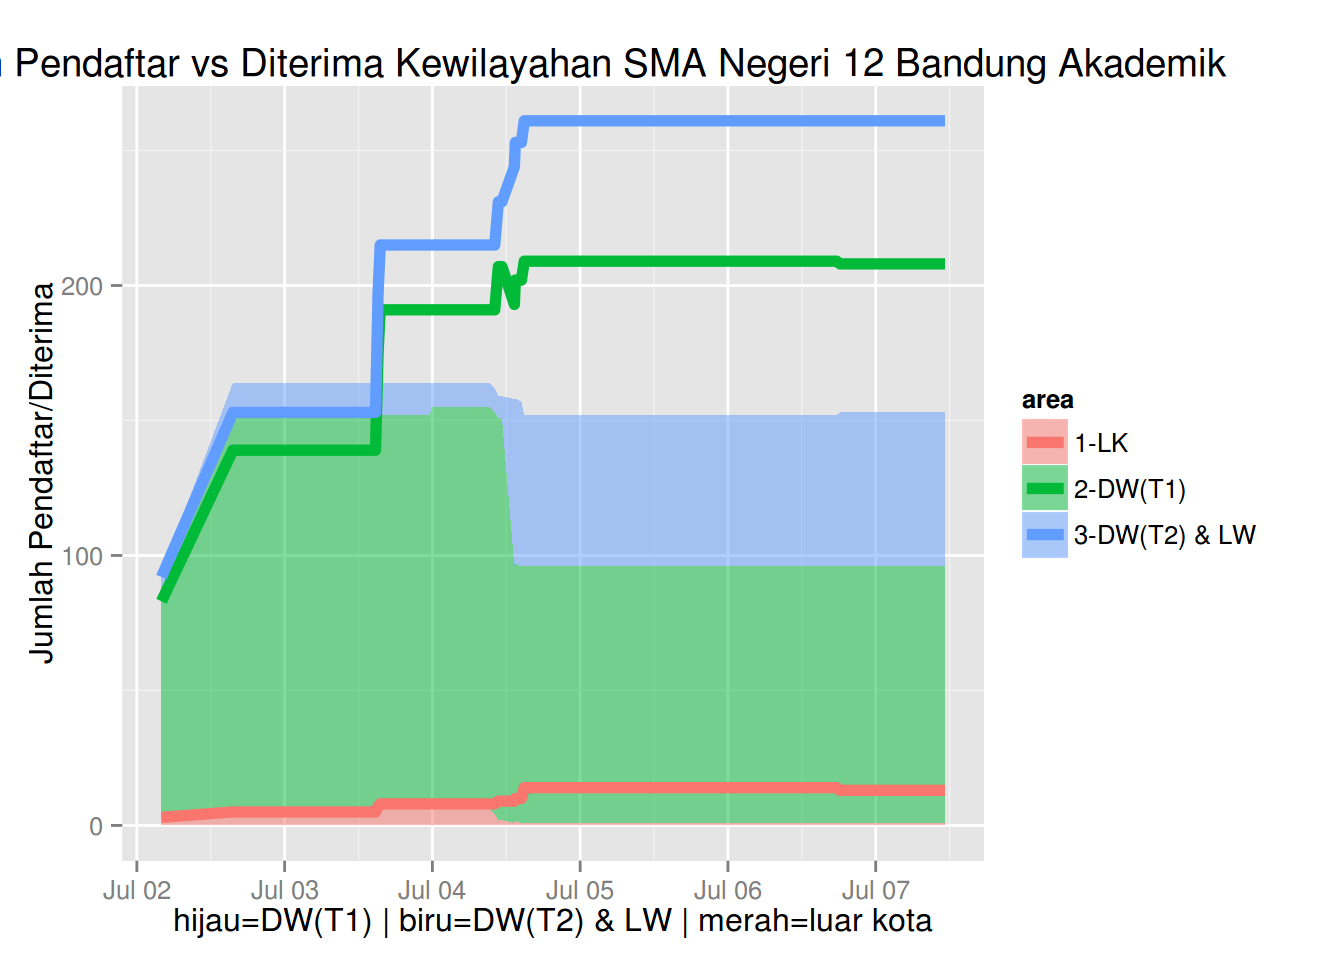 Pendaftar vs Diterima Kewilayahan SMA Negeri 12 Bandung Akademik
Jumlah Pendaftar/Diterima
200
100
0
Jul 02
Jul 03
Jul 04
Jul 05
Jul 06
Jul 07
hijau=DW(T1) | biru=DW(T2) & LW | merah=luar kota
area
1-LK
2-DW(T1)
3-DW(T2) & LW